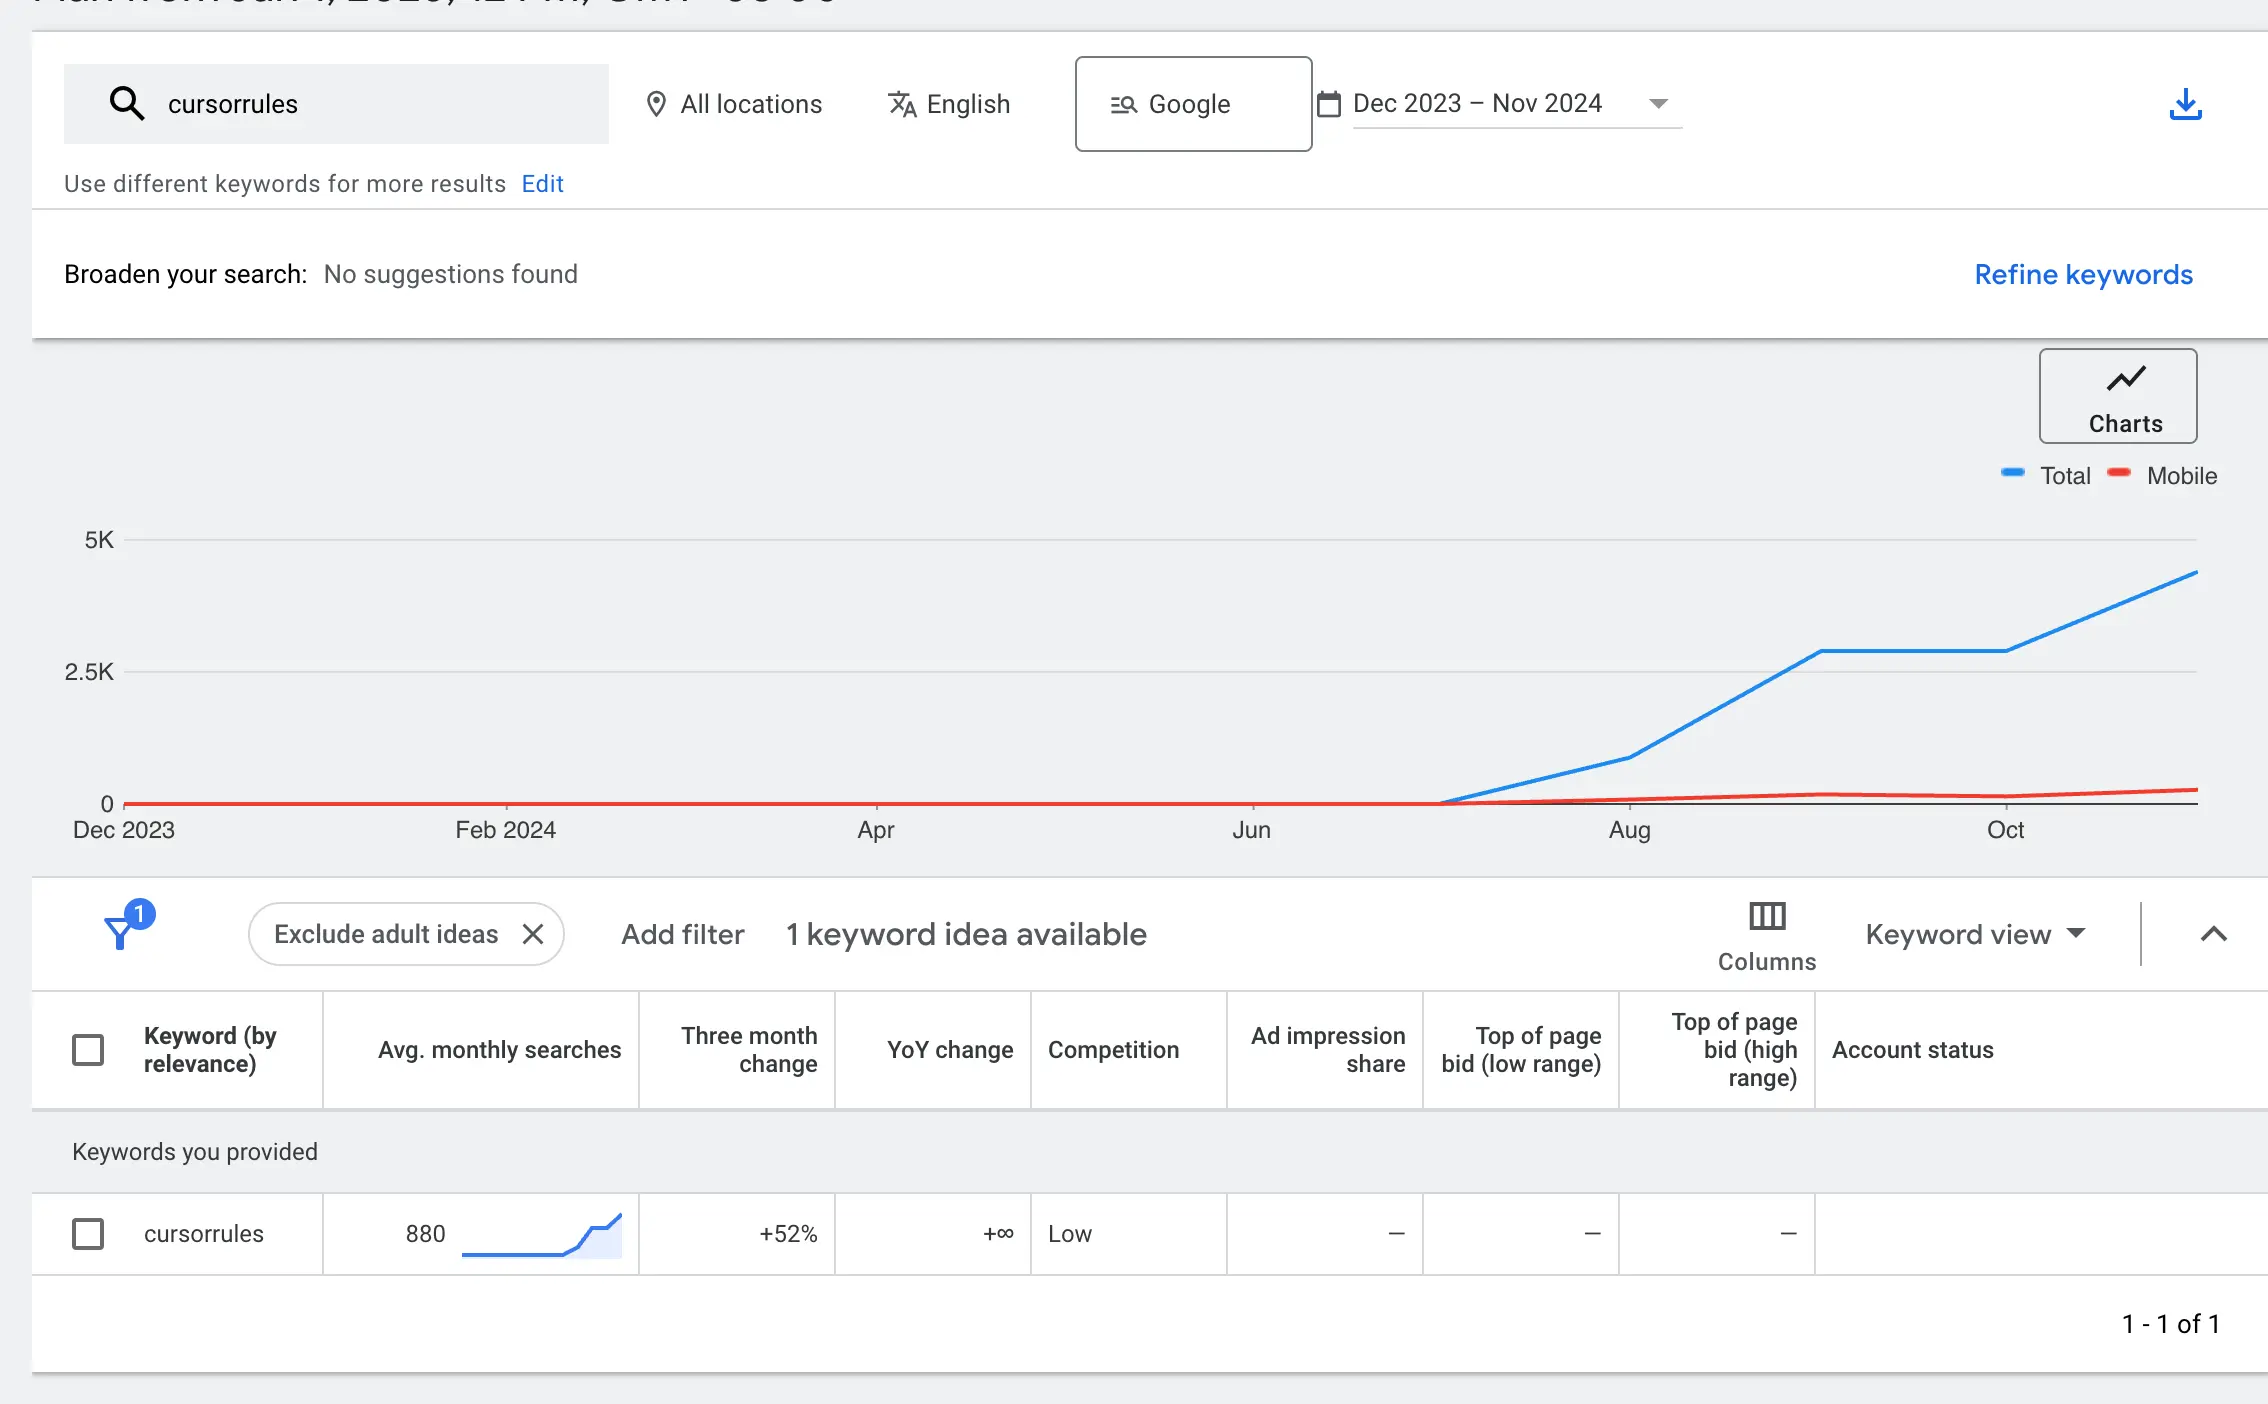 cursorrules
All locations
English
Google
Dec 2023 – Nov 2024
Use different keywords for more results Edit
Broaden your search: No suggestions found
Refine keywords
Charts
Total Mobile
5K
2.5K
0
Dec 2023 Feb 2024 Apr Jun Aug Oct
1
Exclude adult ideas
Add filter
1 keyword idea available
Columns
Keyword view
Keyword (by
relevance)
Avg. monthly searches
Three month
change
YoY change
Competition
Ad impression
share
Top of page
bid (low range)
Top of page
bid (high
range)
Account status
Keywords you provided
cursorrules 880 +52% +∞ Low – – –
1 - 1 of 1